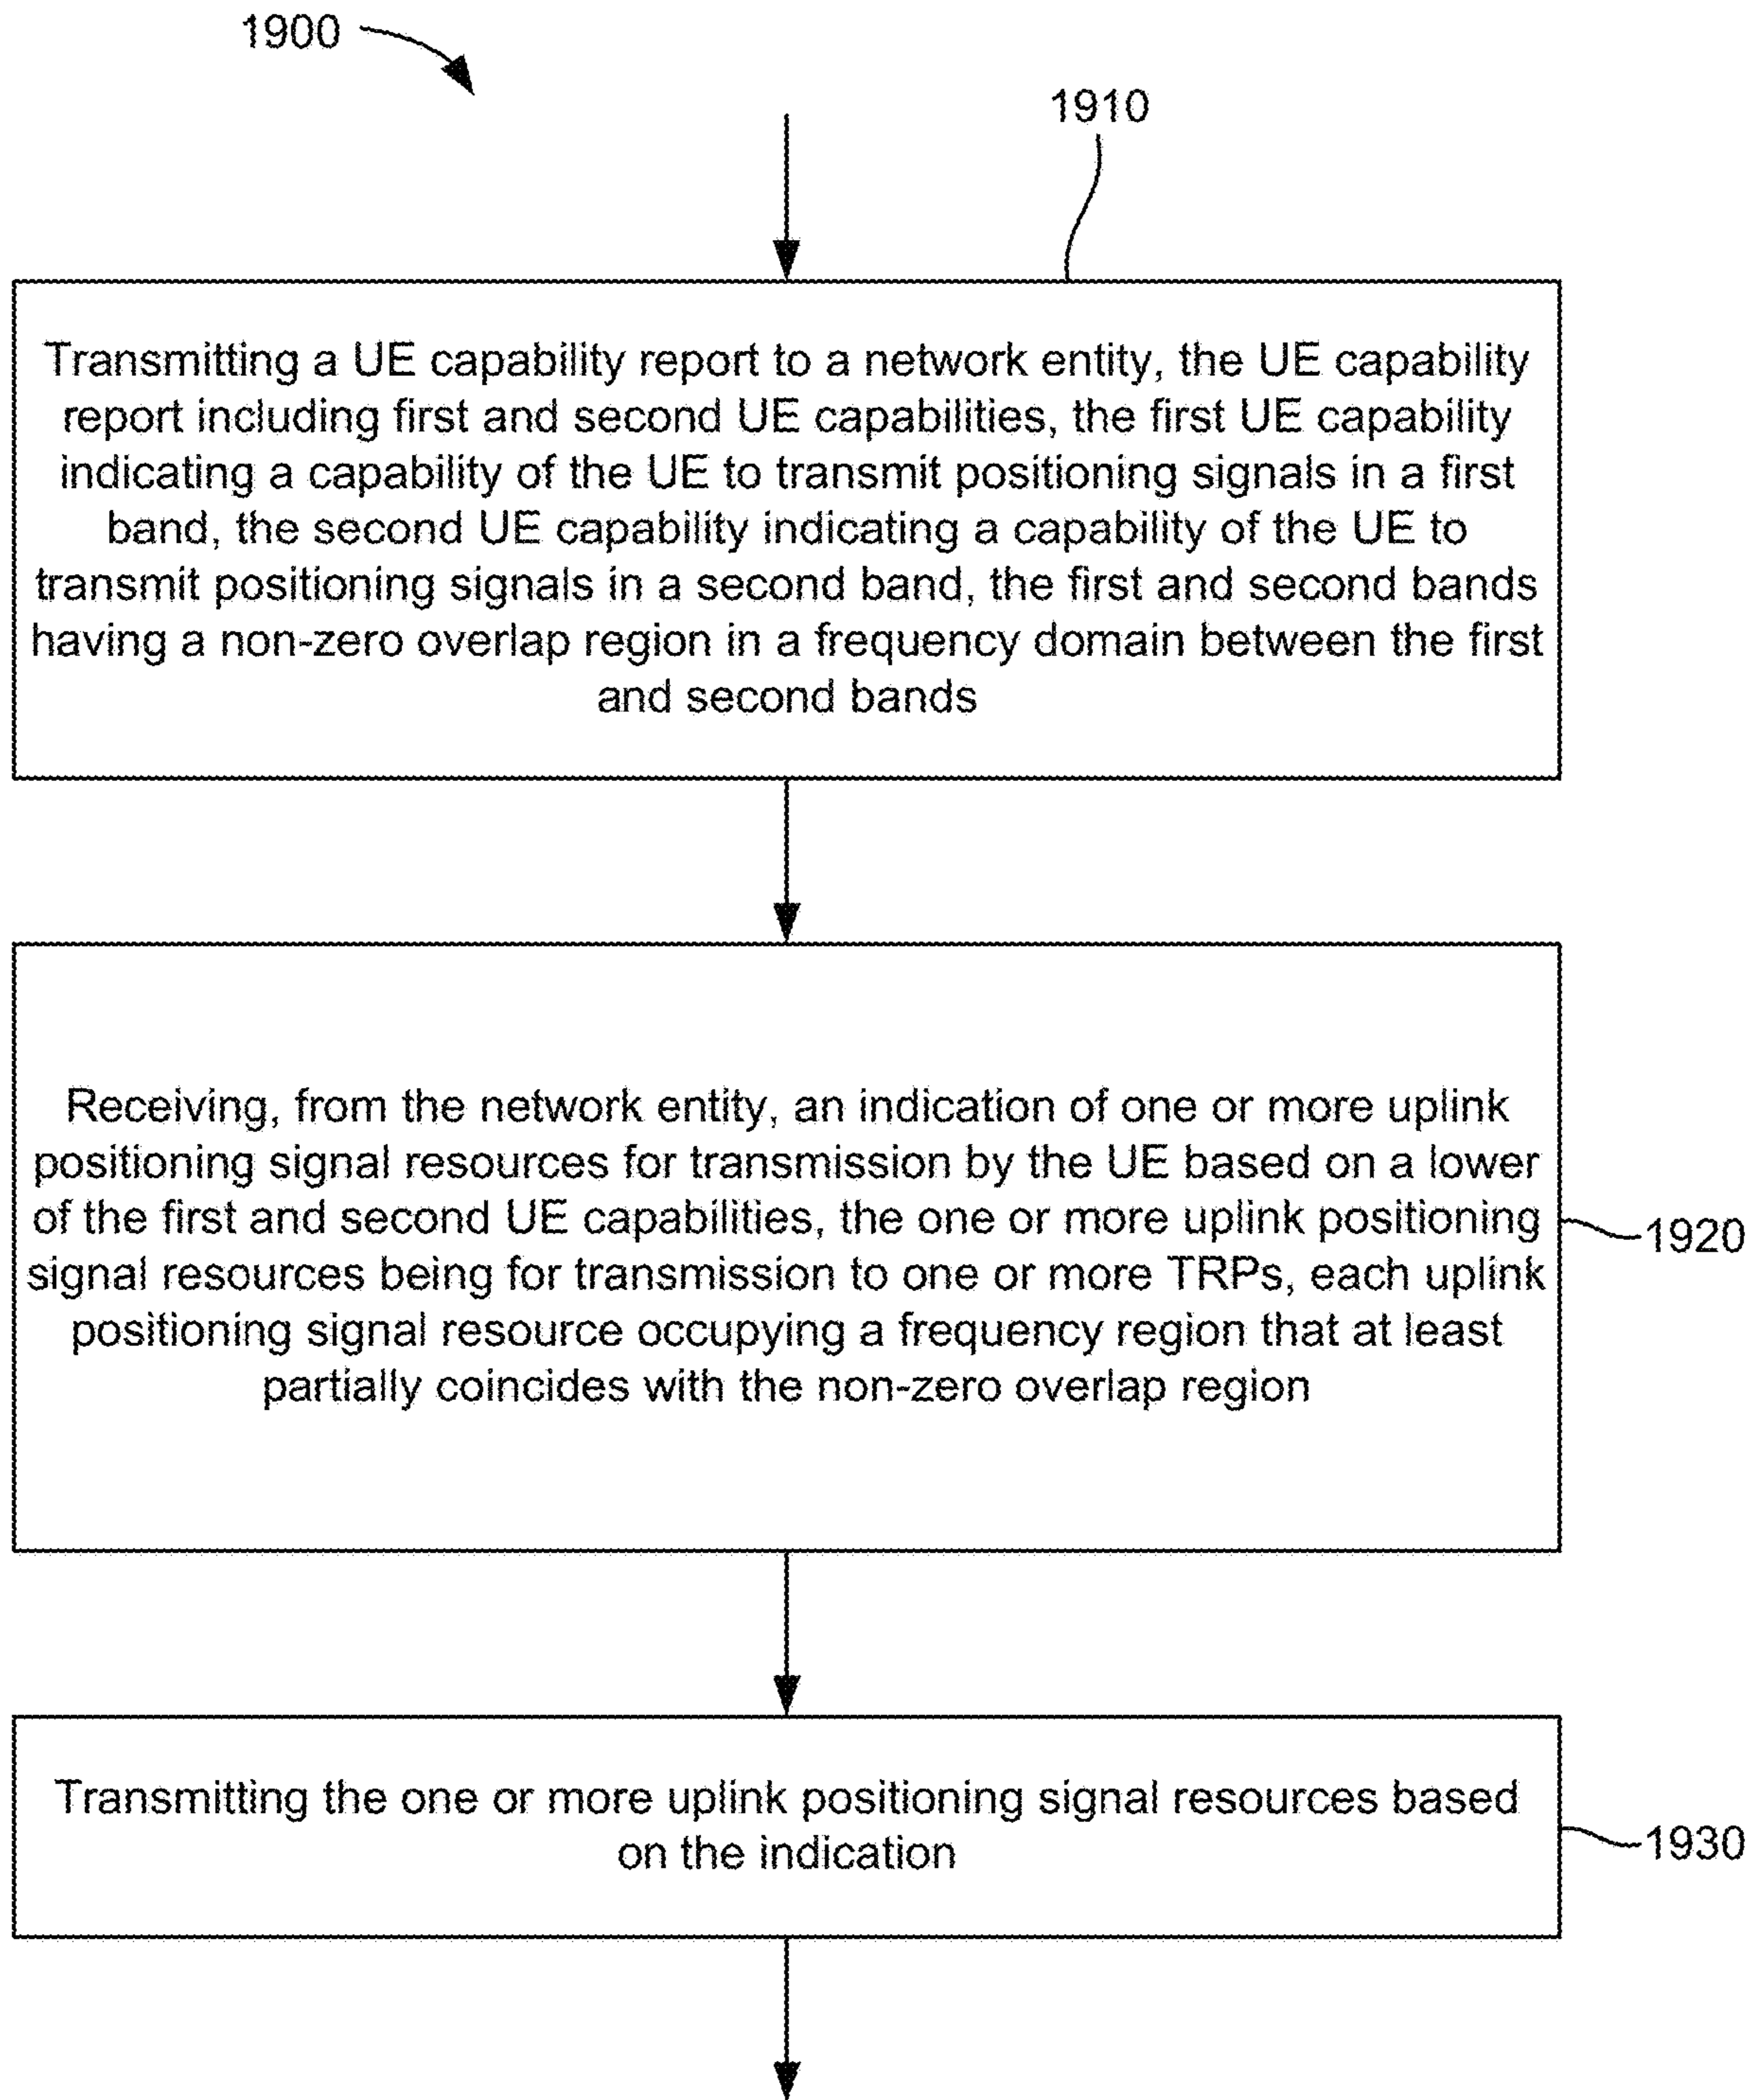 1900
1910
Transmitting a UE capability report to a network entity, the UE capability
report including first and second UE capabilities, the first UE capability
indicating a capability of the UE to transmit positioning signals in a first
band, the second UE capability indicating a capability of the UE to
transmit positioning signals in a second band, the first and second bands
having a non-zero overlap region in a frequency domain between the first
and second bands
Receiving, from the network entity, an indication of one or more uplink
positioning signal resources for transmission by the UE based on a lower
of the first and second UE capabilities, the one or more uplink positioning
signal resources being for transmission to one or more TRPs, each uplink
positioning signal resource occupying a frequency region that at least
partially coincides with the non-zero overlap region
1920
Transmitting the one or more uplink positioning signal resources based
on the indication
1930